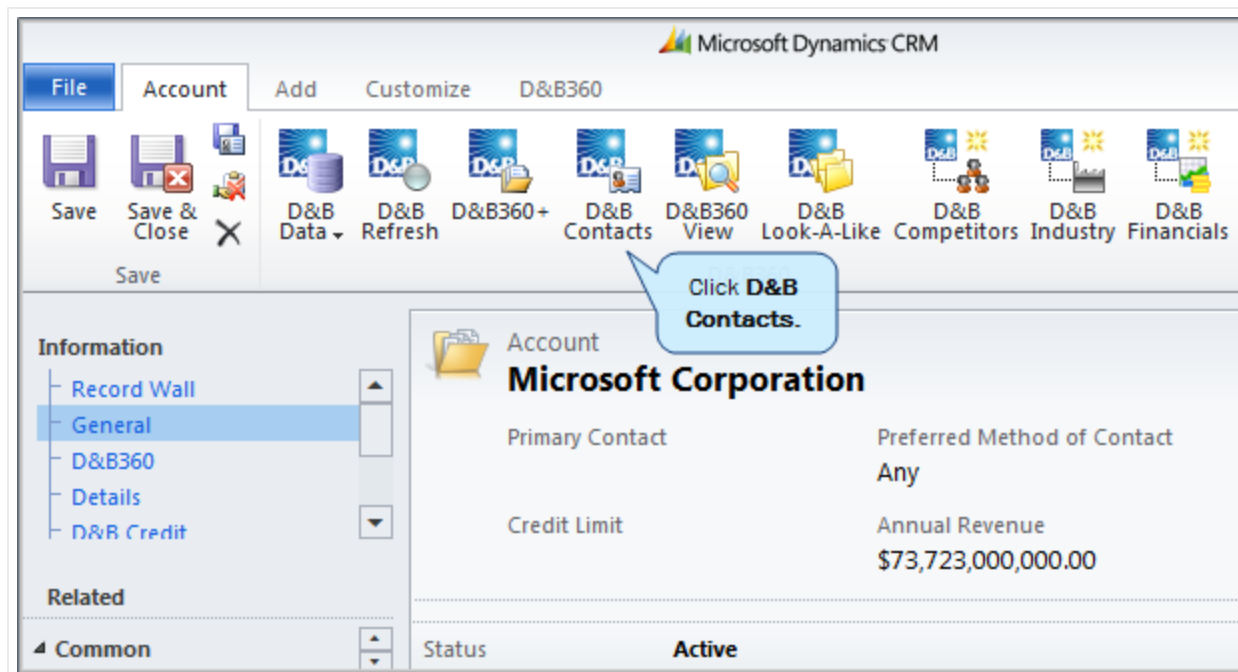 Microsoft Dynamics CRM
File Account Add Customize D&B360
Save Save & Close D&B Data D&B Refresh D&B360+ D&B Contacts D&B360 View D&B Look-A-Like D&B Competitors D&B Industry D&B Financials
Save
Click D&B
Contacts.
Information
Record Wall
General
D&B360
Details
D&B Credit
Related
Common
Account
Microsoft Corporation
Primary Contact Preferred Method of Contact
Any
Credit Limit Annual Revenue
$73,723,000,000.00
Status Active